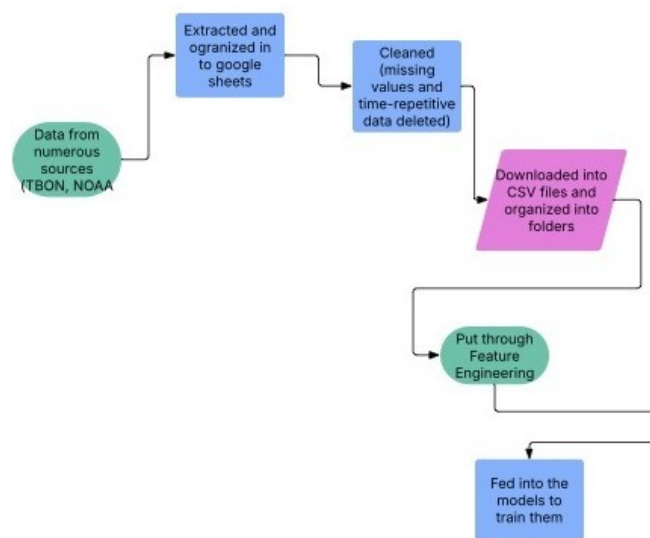 Extracted and
ogranized in
to google
sheets
Cleaned
(missing
values and
time-repetitive
data deleted)
Data from
numerous
sources
(TBON, NOAA
Downloaded into
CSV files and
organized into
folders
Put through
Feature
Engineering
Fed into the
models to
train them